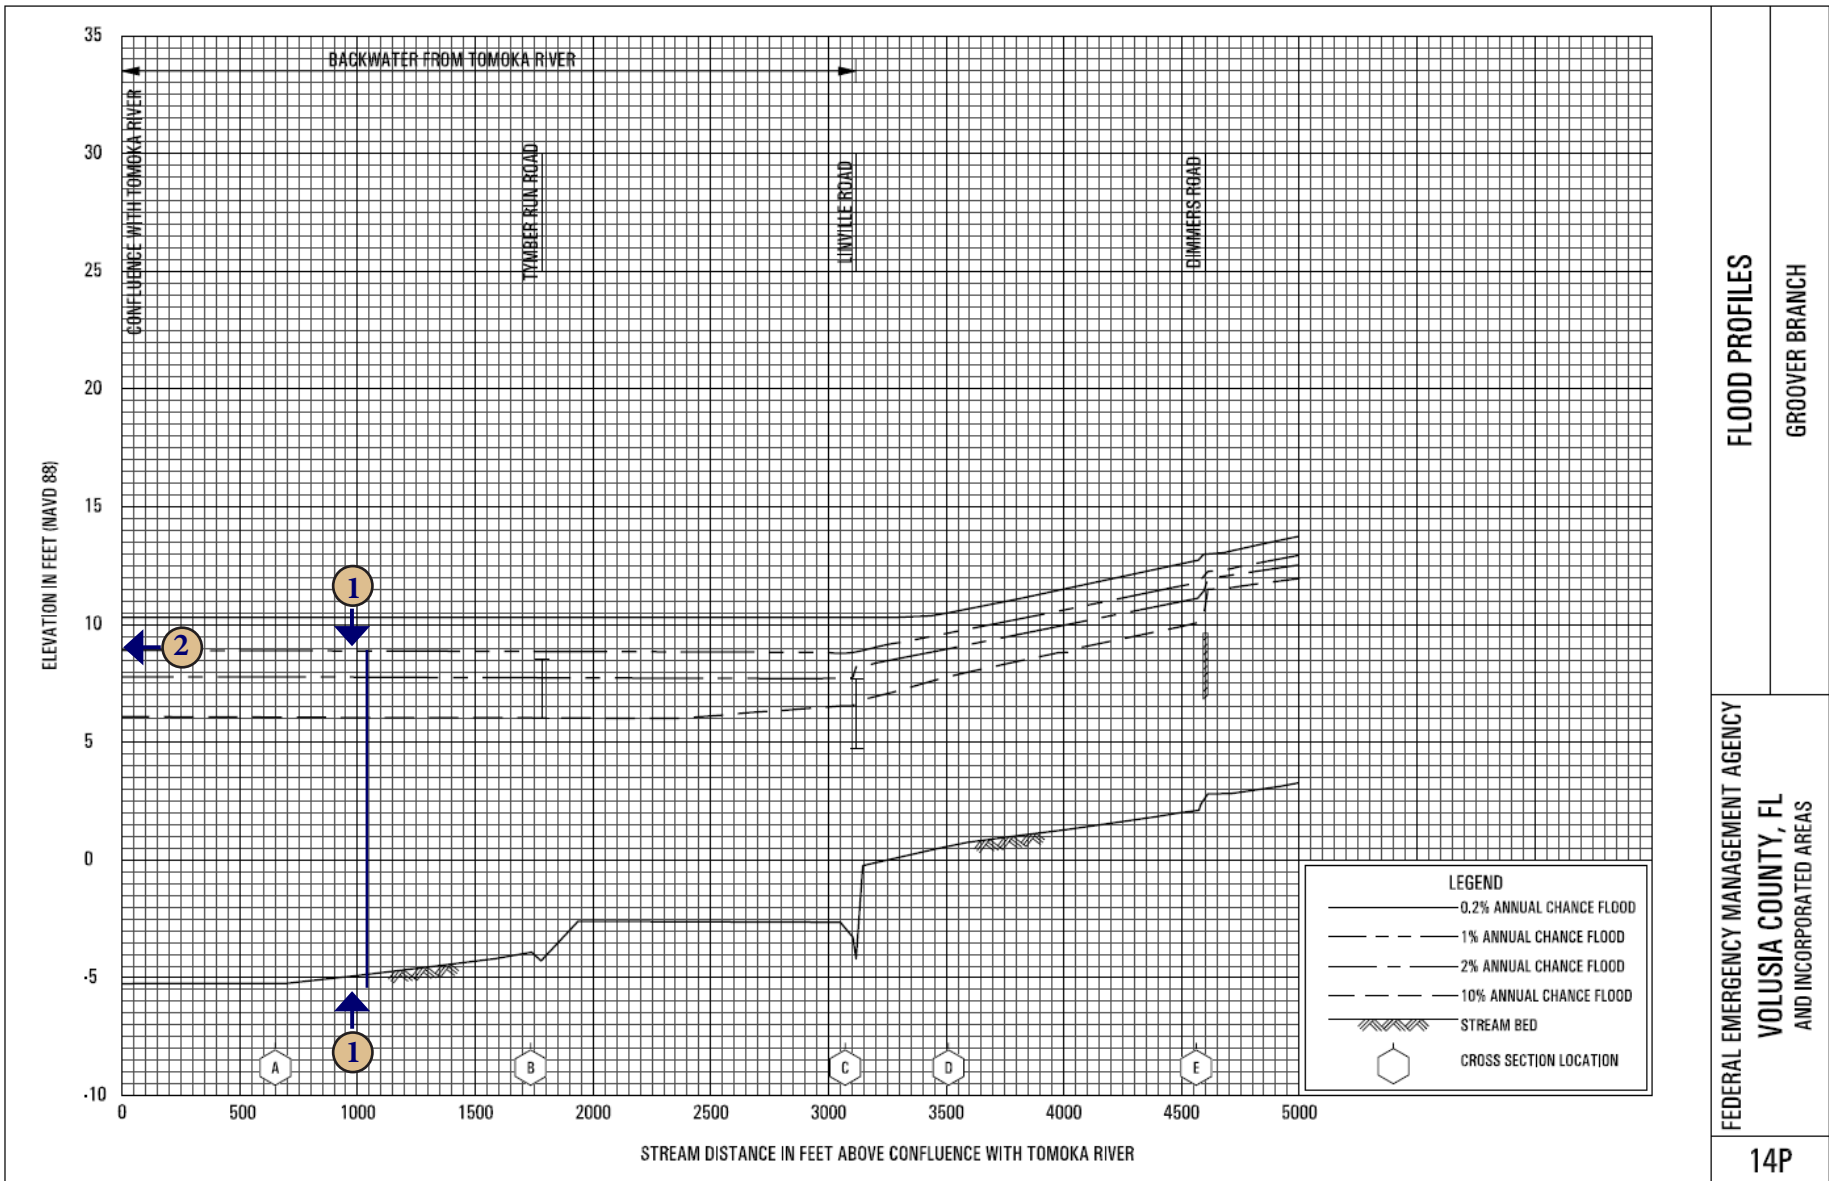 35
30
25
20
15
10
5
0
-5
-10
ELEVATION IN FEET (NAVD 88)
BACKWATER FROM TOMOKA RIVER
CONFLUENCE WITH TOMOKA RIVER
TYMBER RUN ROAD
LINVILLE ROAD
DIMMERS ROAD
1
2
1
A
B
C
D
E
0 500 1000 1500 2000 2500 3000 3500 4000 4500 5000
STREAM DISTANCE IN FEET ABOVE CONFLUENCE WITH TOMOKA RIVER
LEGEND
0.2% ANNUAL CHANCE FLOOD
1% ANNUAL CHANCE FLOOD
2% ANNUAL CHANCE FLOOD
10% ANNUAL CHANCE FLOOD
STREAM BED
CROSS SECTION LOCATION
FLOOD PROFILES
GROOVER BRANCH
FEDERAL EMERGENCY MANAGEMENT AGENCY
VOLUSIA COUNTY, FL
AND INCORPORATED AREAS
14P